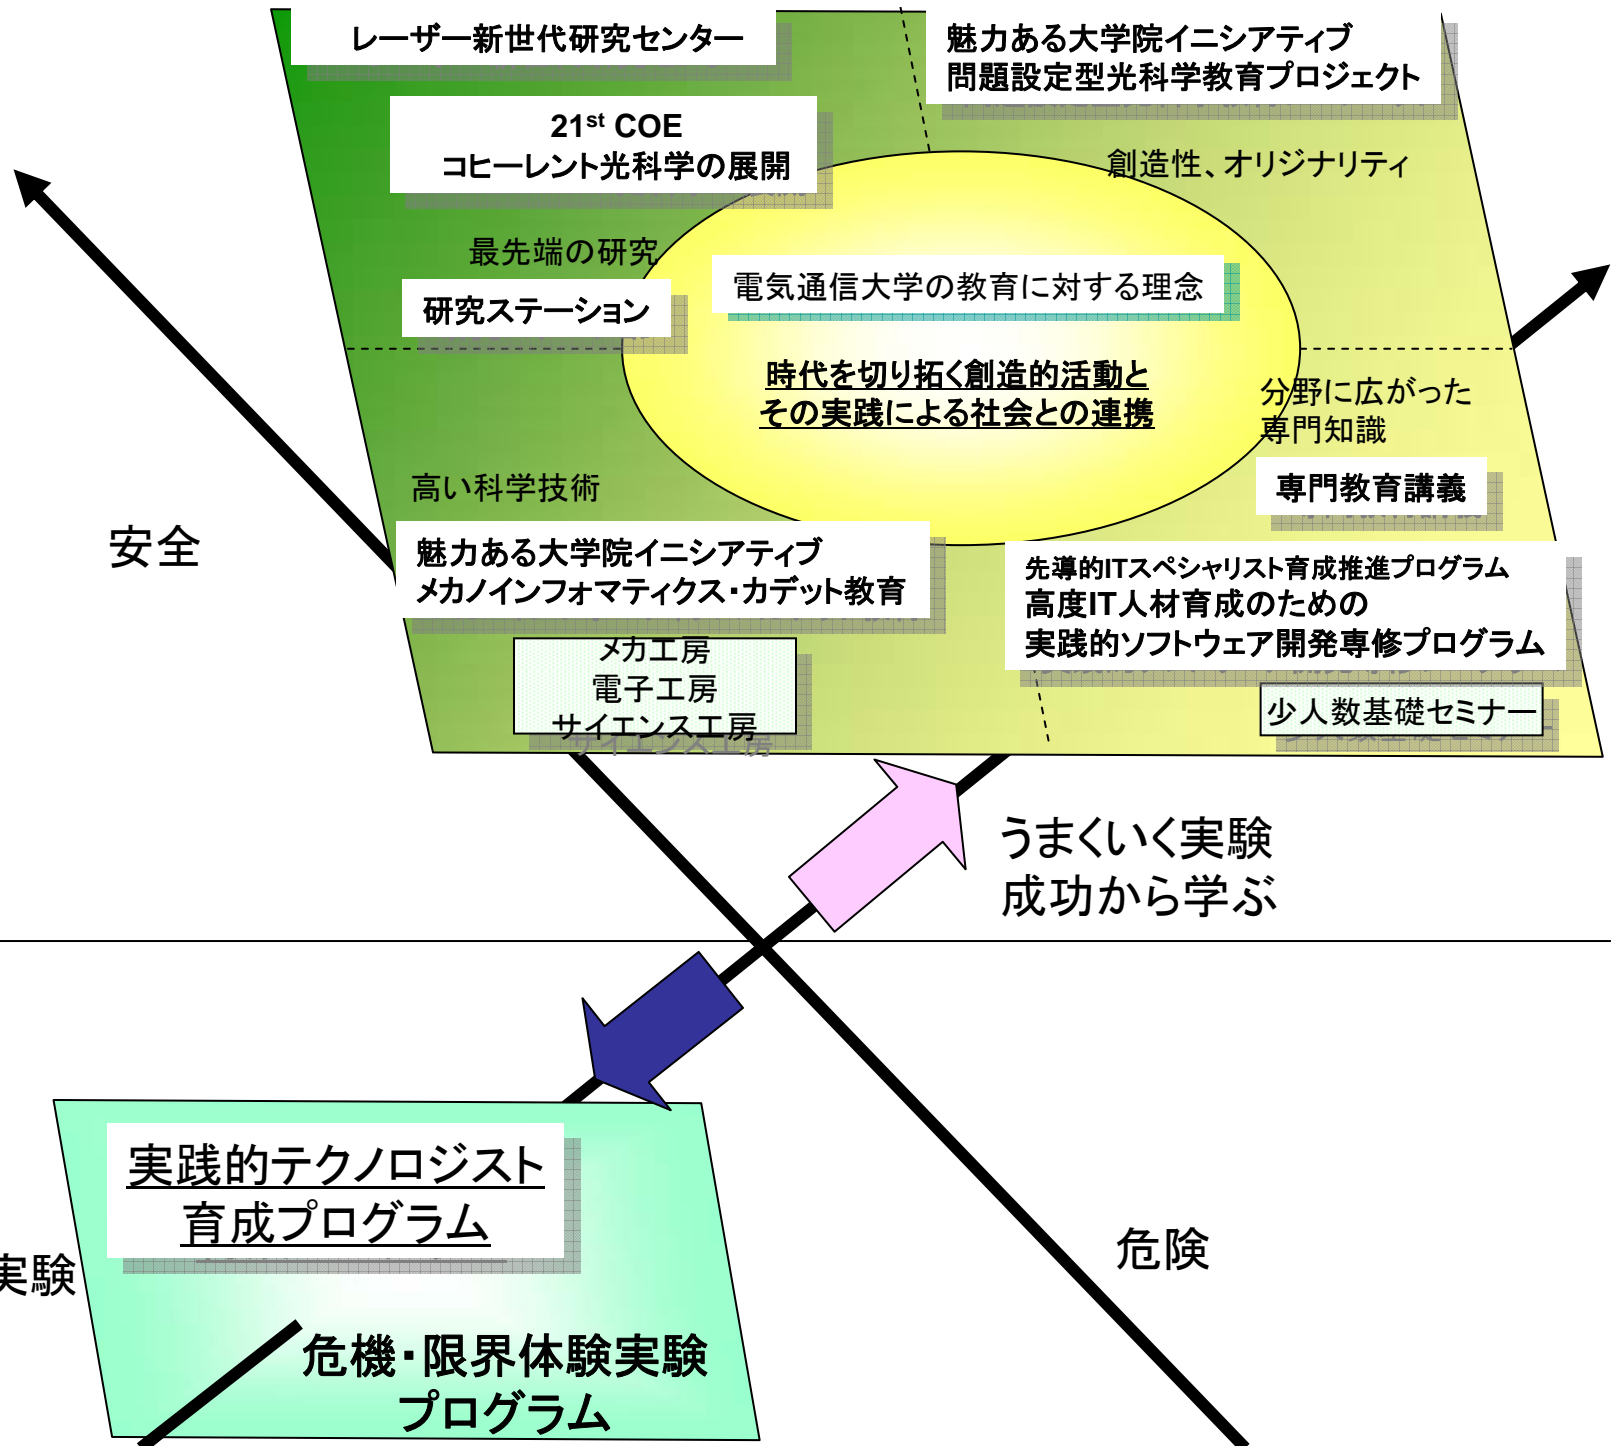 レーザー新世代研究センター
魅力ある大学院イニシアティブ
問題設定型光科学教育プロジェクト
21st COE
コヒーレント光科学の展開
創造性、オリジナリティ
最先端の研究
研究ステーション
電気通信大学の教育に対する理念
時代を切り拓く創造的活動と
その実践による社会との連携
分野に広がった
専門知識
専門教育講義
高い科学技術
魅力ある大学院イニシアティブ
メカノインフォマティクス・カデット教育
先導的ITスペシャリスト育成推進プログラム
高度IT人材育成のための
実践的ソフトウェア開発専修プログラム
メカ工房
電子工房
サイエンス工房
少人数基礎セミナー
安全
うまくいく実験
成功から学ぶ
実践的テクノロジスト
育成プログラム
危険
実験
危機・限界体験実験
プログラム